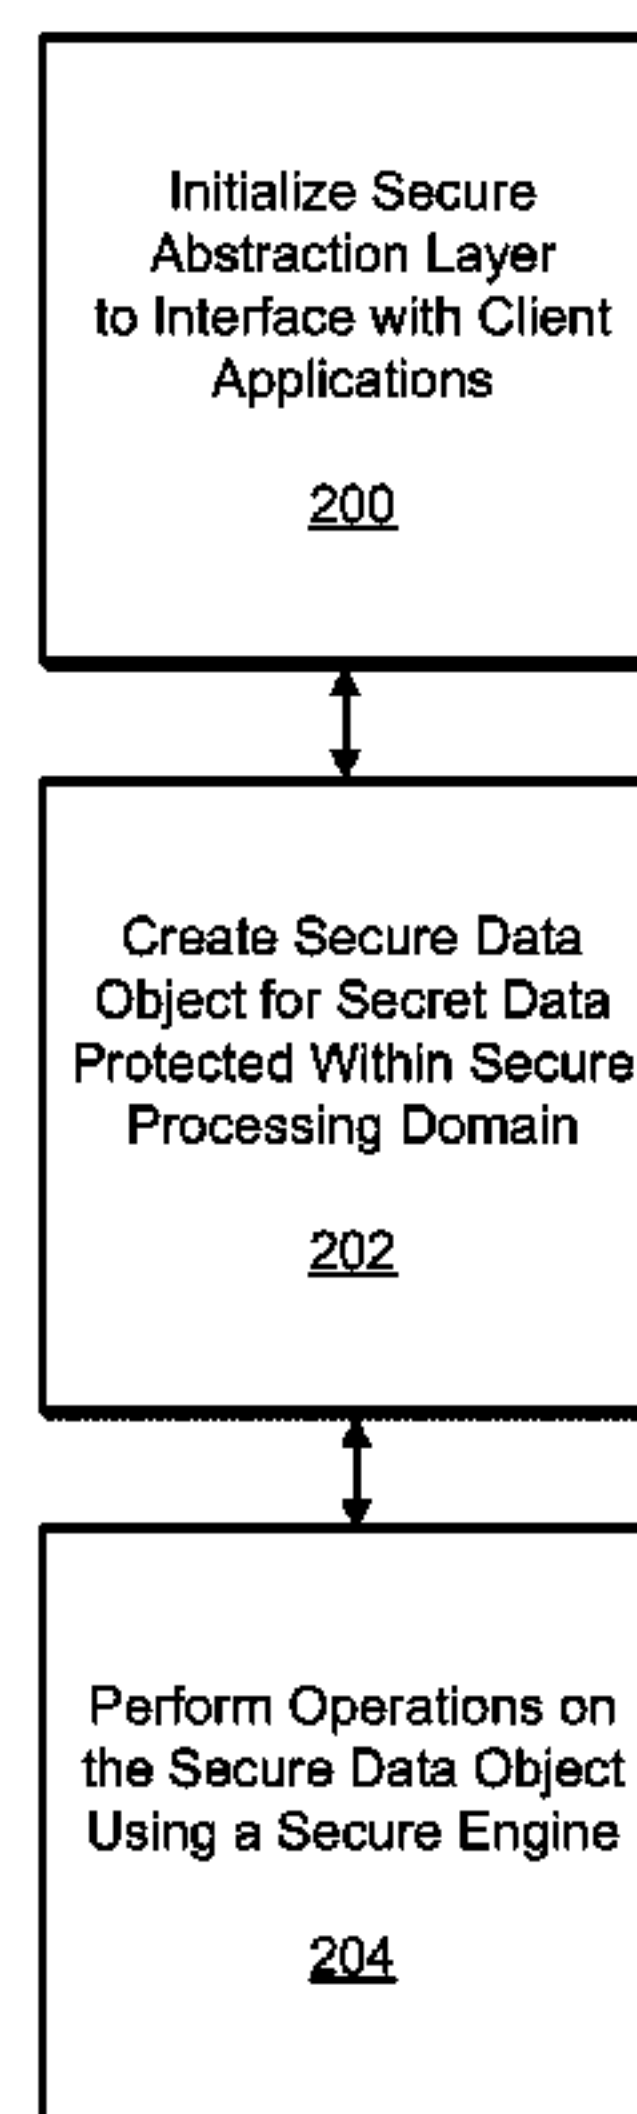 Initialize Secure
Abstraction Layer
to Interface with Client
Applications
200
Create Secure Data
Object for Secret Data
Protected Within Secure
Processing Domain
202
Perform Operations on
the Secure Data Object
Using a Secure Engine
204